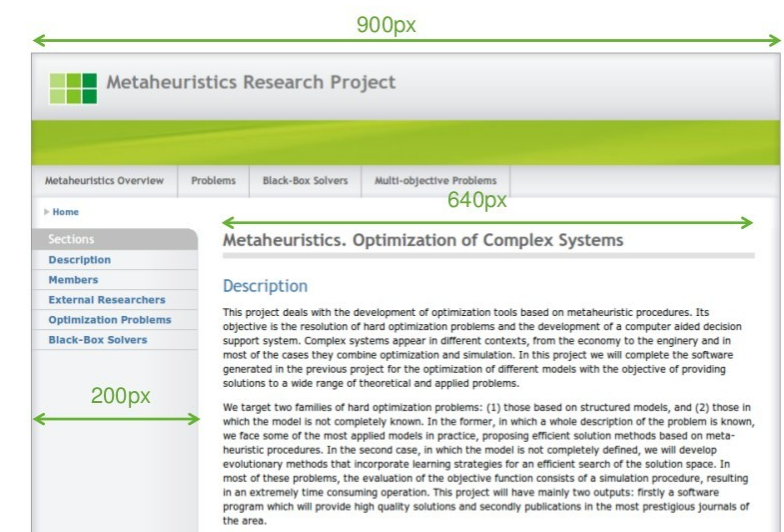 900px
Metaheuristics Research Project
Metaheuristics Overview Problems Black-Box Solvers Multi-objective Problems
640px
Home
Sections
Description
Members
External Researchers
Optimization Problems
Black-Box Solvers
200px
Metaheuristics. Optimization of Complex Systems
Description
This project deals with the development of optimization tools based on metaheuristic procedures. Its
objective is the resolution of hard optimization problems and the development of a computer aided decision
support system. Complex systems appear in different contexts, from the economy to the enginery and in
most of the cases they combine optimization and simulation. In this project we will complete the software
generated in the previous project for the optimization of different models with the objective of providing
solutions to a wide range of theoretical and applied problems.
We target two families of hard optimization problems: (1) those based on structured models, and (2) those in
which the model is not completely known. In the former, in which a whole description of the problem is known,
we face some of the most applied models in practice, proposing efficient solution methods based on meta-
heuristic procedures. In the second case, in which the model is not completely defined, we will develop
evolutionary methods that incorporate learning strategies for an efficient search of the solution space. In
most of these problems, the evaluation of the objective function consists of a simulation procedure, resulting
in an extremely time consuming operation. This project will have mainly two outputs: firstly a software
program which will provide high quality solutions and secondly publications in the most prestigious journals of
the area.